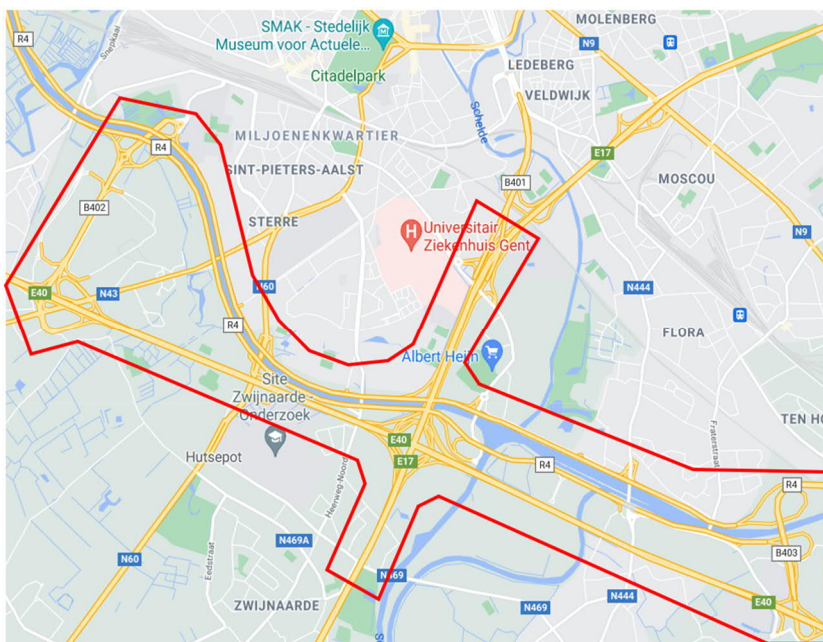 R4
Snepkaai
SMAK - Stedelijk
Museum voor Actuele...
Citadelpark
MOLENBERG
N9
LEDEBERG
VELDWIJK
Schelde
MILJOENENKWARTIER
R4
E17
SINT-PIETERS-AALST
B401
MOSCOU
B402
STERRE
Universitair
Ziekenhuis Gent
N9
E40
N43
N60
N444
R4
FLORA
Albert Heijn
Site
Zwijnaarde -
Onderzoek
TEN HO
Fraterstraat
E40
Hutsepot
E17
R4
R4
Heerweg-Noord
N469A
B403
N60
Eedstraat
N469
ZWIJNAARDE
N469
N444
E40